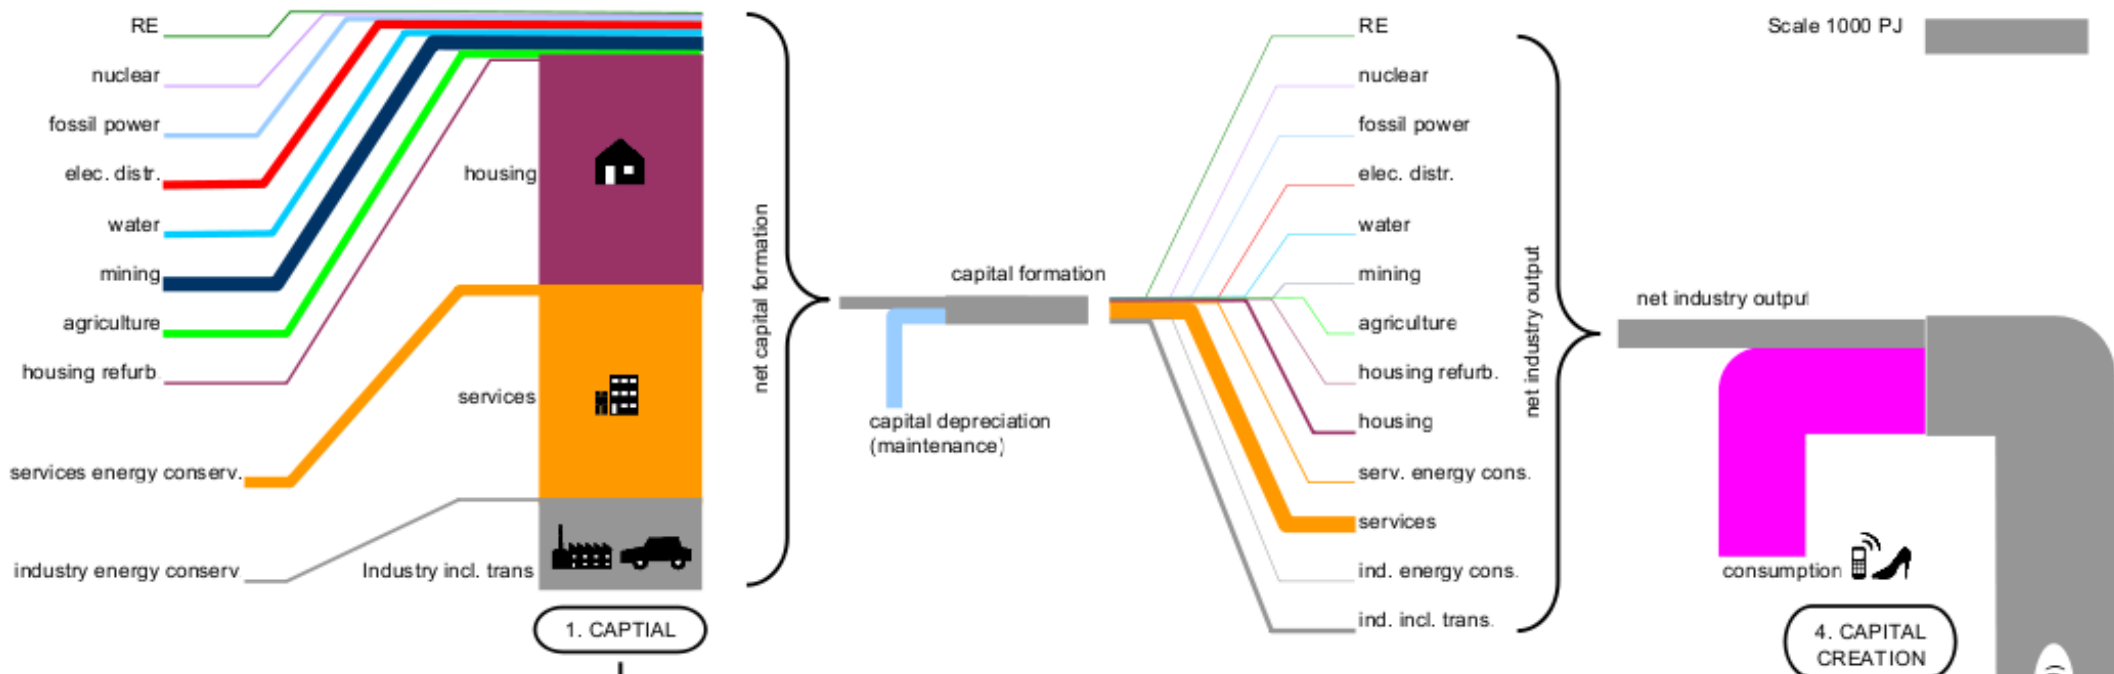 RE
nuclear
fossil power
elec. distr.
water
mining
agriculture
housing refurb.
services energy conserv.
industry energy conserv
housing
services
Industry incl. trans
1. CAPTIAL
net capital formation
capital formation
capital depreciation
(maintenance)
RE
nuclear
fossil power
elec. distr.
water
mining
agriculture
housing refurb.
housing
serv. energy cons.
services
ind. energy cons.
ind. incl. trans.
net industry output
Scale 1000 PJ
net industry output
consumption
4. CAPITAL
CREATION